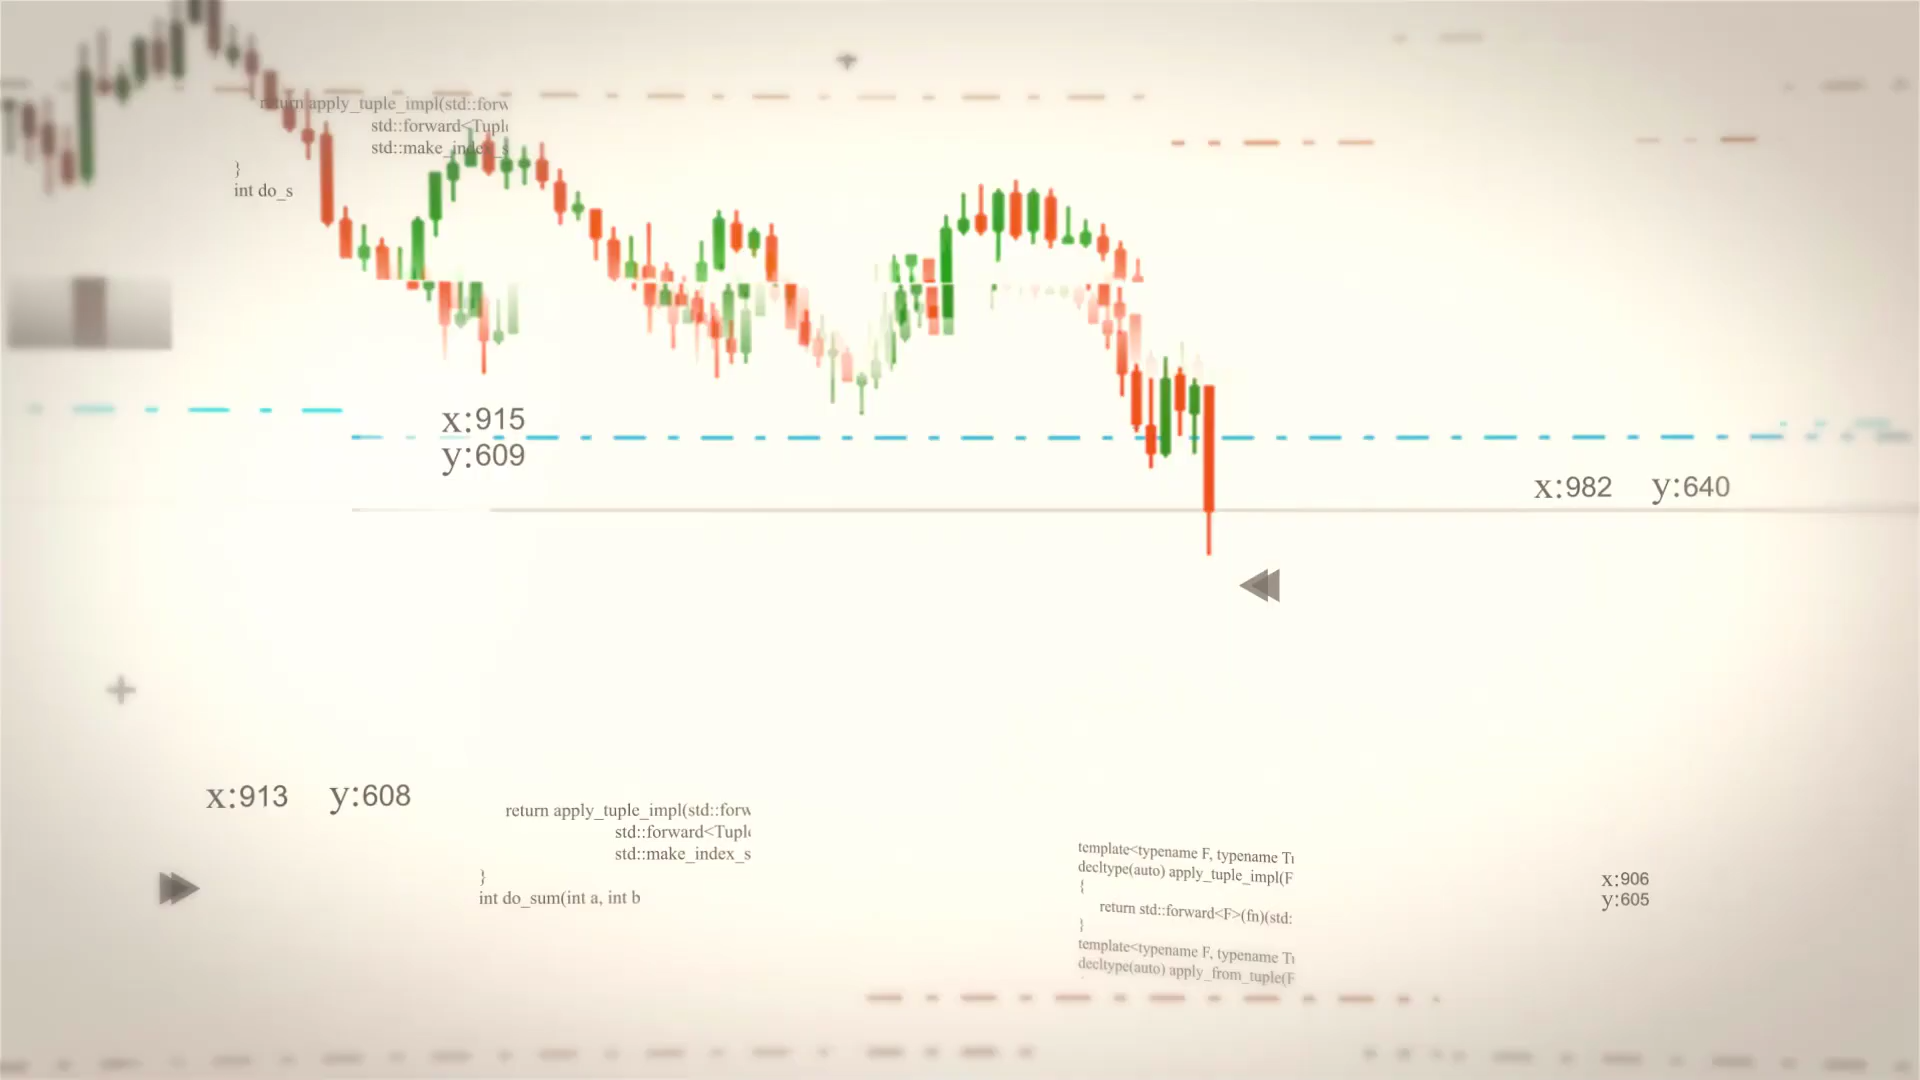 return apply_tuple_impl(std::forw
std::forward<Tupl
std::make_index_s
}
int do_s
x:915
y:609
x:982 y:640
x:913 y:608
return apply_tuple_impl(std::forw
std::forward<Tuple
std::make_index_s
}
int do_sum(int a, int b
template<typename F, typename T
decltype(auto) apply_tuple_impl(F
{
return std::forward<F>(fn)(std:
}
template<typename F, typename T
decltype(auto) apply_from_tuple(F
x:906
y:605